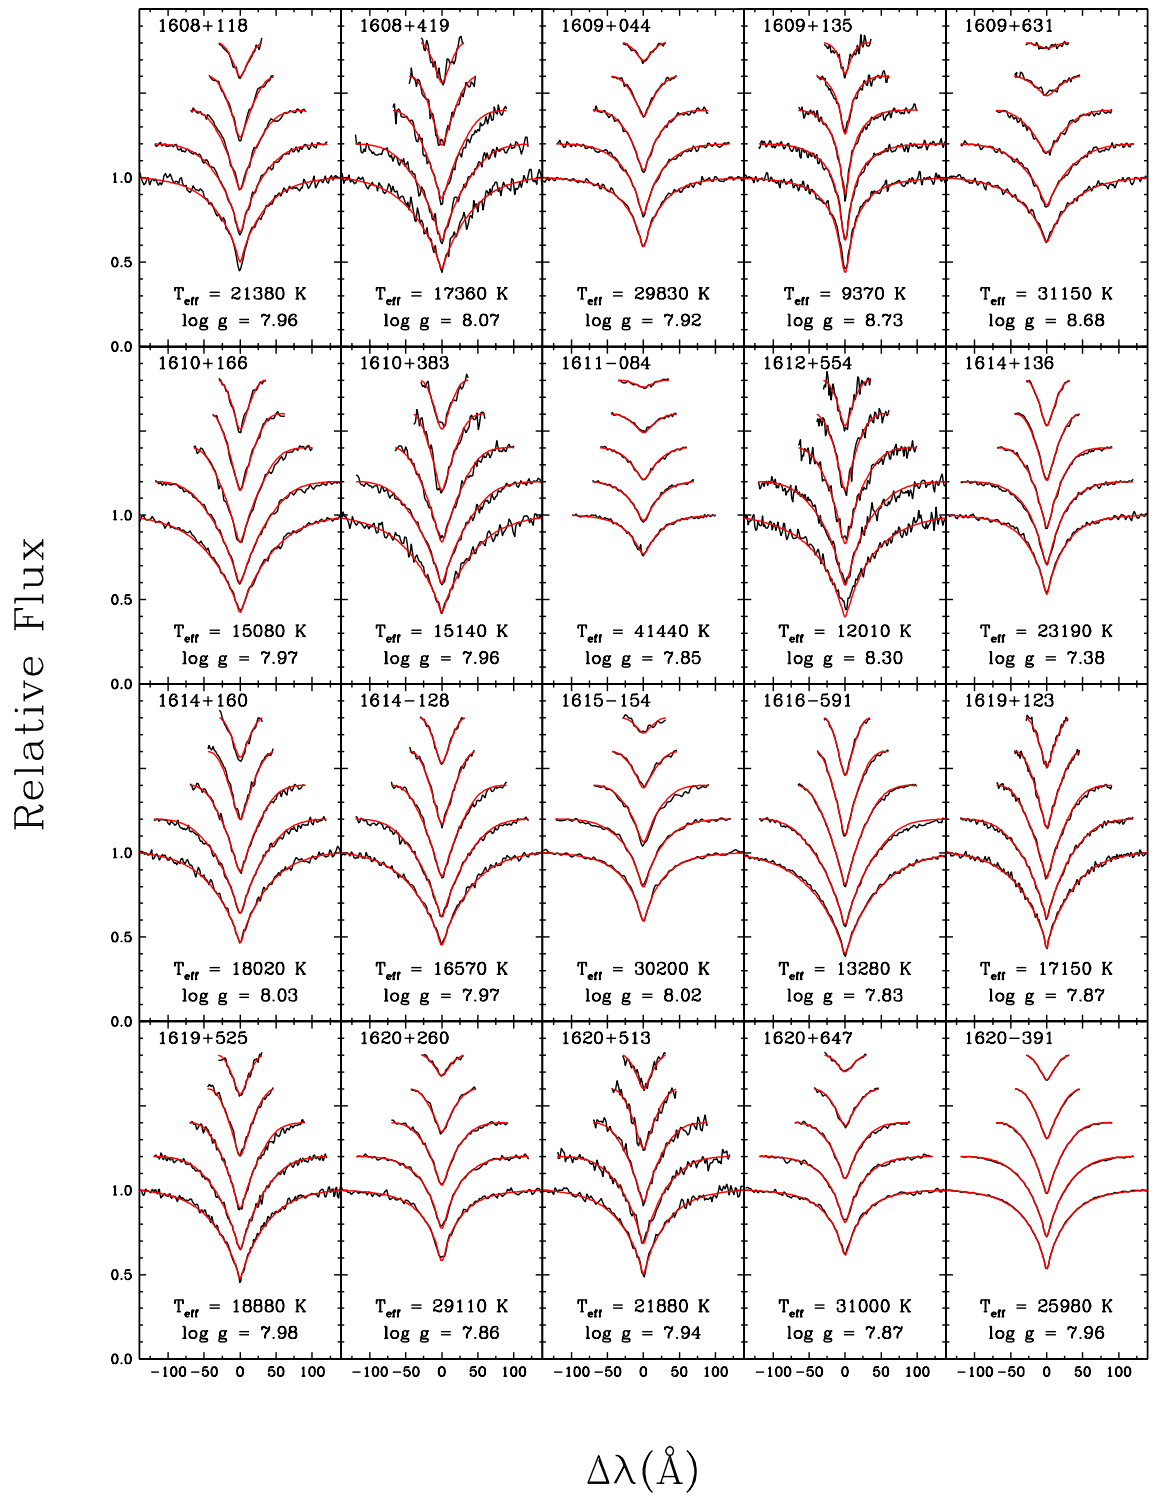 1608+118 1608+419 1609+044 1609+135 1609+631
1.0
0.5
Teff = 21380 K Teff = 17360 K Teff = 29830 K Teff = 9370 K Teff = 31150 K
log g = 7.96 log g = 8.07 log g = 7.92 log g = 8.73 log g = 8.68
0.0
1610+166 1610+383 1611−084 1612+554 1614+136
1.0
0.5
Teff = 15080 K Teff = 15140 K Teff = 41440 K Teff = 12010 K Teff = 23190 K
log g = 7.97 log g = 7.96 log g = 7.85 log g = 8.30 log g = 7.38
0.0
Relative Flux
1614+160 1614−128 1615−154 1616−591 1619+123
1.0
0.5
Teff = 18020 K Teff = 16570 K Teff = 30200 K Teff = 13280 K Teff = 17150 K
log g = 8.03 log g = 7.97 log g = 8.02 log g = 7.83 log g = 7.87
0.0
1619+525 1620+260 1620+513 1620+647 1620−391
1.0
0.5
Teff = 18880 K Teff = 29110 K Teff = 21880 K Teff = 31000 K Teff = 25980 K
log g = 7.98 log g = 7.86 log g = 7.94 log g = 7.87 log g = 7.96
0.0
−100 −50 0 50 100 −100 −50 0 50 100 −100 −50 0 50 100 −100 −50 0 50 100 −100 −50 0 50 100
Δλ(Å)